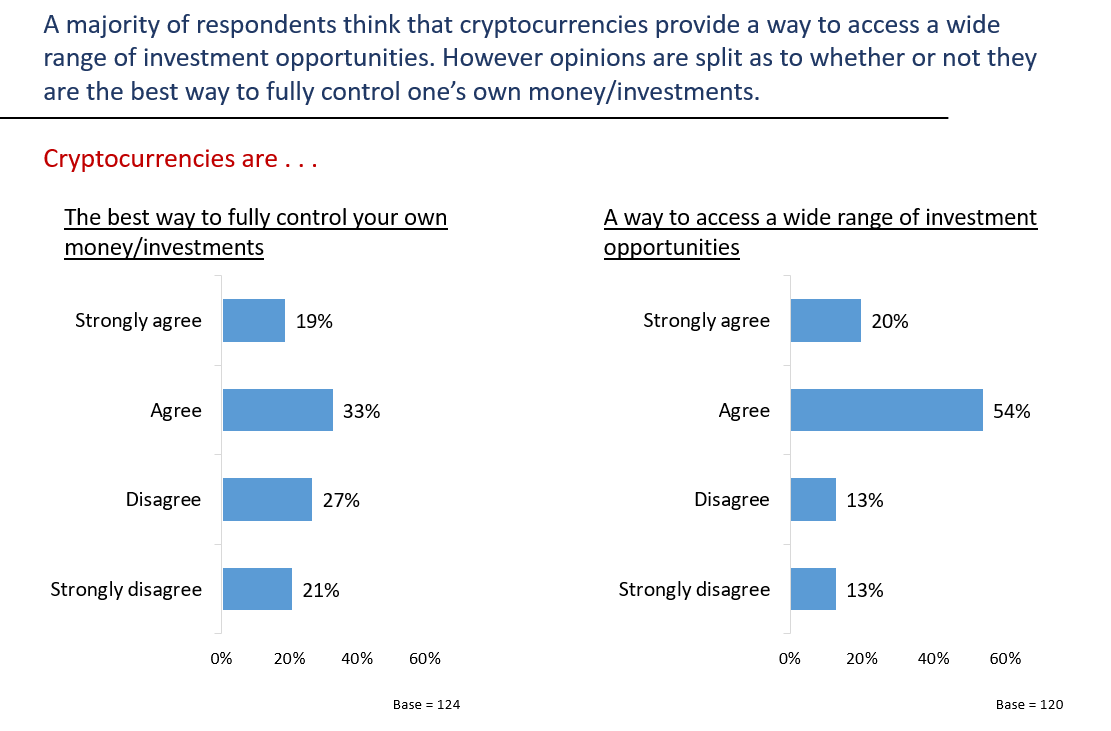 A majority of respondents think that cryptocurrencies provide a way to access a wide
range of investment opportunities. However opinions are split as to whether or not they
are the best way to fully control one’s own money/investments.
Cryptocurrencies are . . .
The best way to fully control your own
money/investments
Strongly agree 19%
Agree 33%
Disagree 27%
Strongly disagree 21%
0% 20% 40% 60%
Base = 124
A way to access a wide range of investment
opportunities
Strongly agree 20%
Agree 54%
Disagree 13%
Strongly disagree 13%
0% 20% 40% 60%
Base = 120